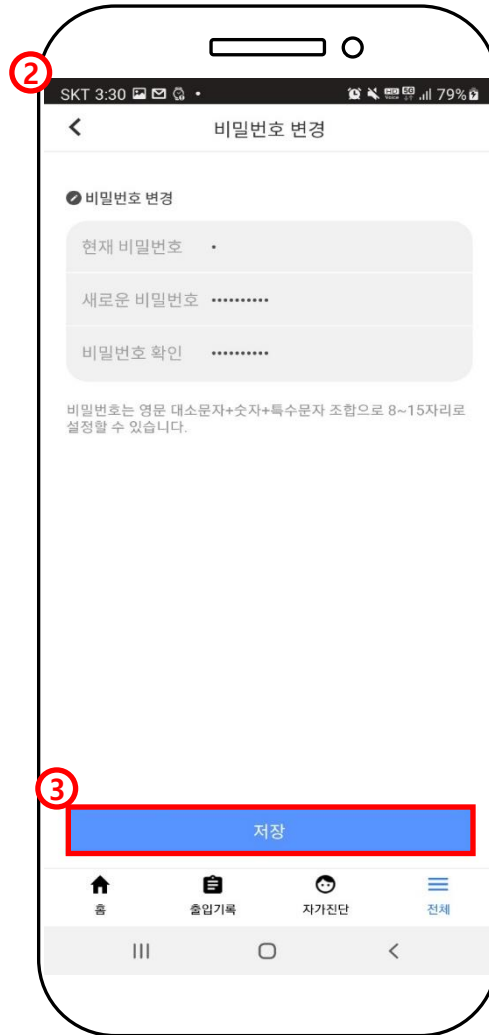 ②
SKT 3:30 79%
비밀번호 변경
비밀번호 변경
현재 비밀번호 •
새로운 비밀번호 ••••••••••
비밀번호 확인 ••••••••••
비밀번호는 영문 대소문자+숫자+특수문자 조합으로 8~15자리로
설정할 수 있습니다.
③
저장
홈 출입기록 자가진단 전체